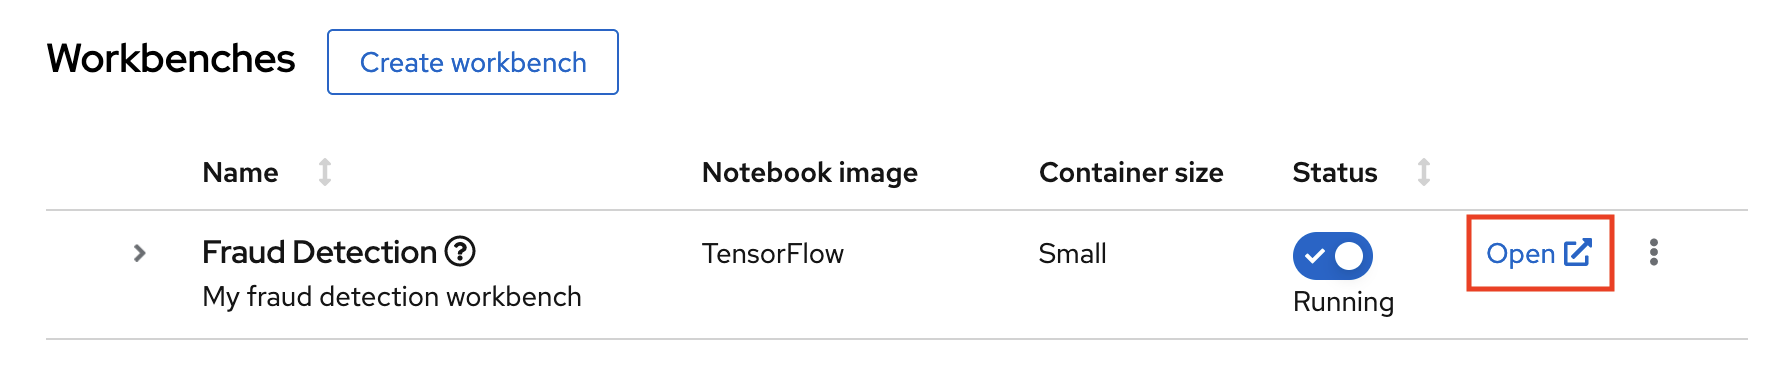 Workbenches
Create workbench
Name
Notebook image
Container size
Status
Fraud Detection
TensorFlow
Small
Open
My fraud detection workbench
Running